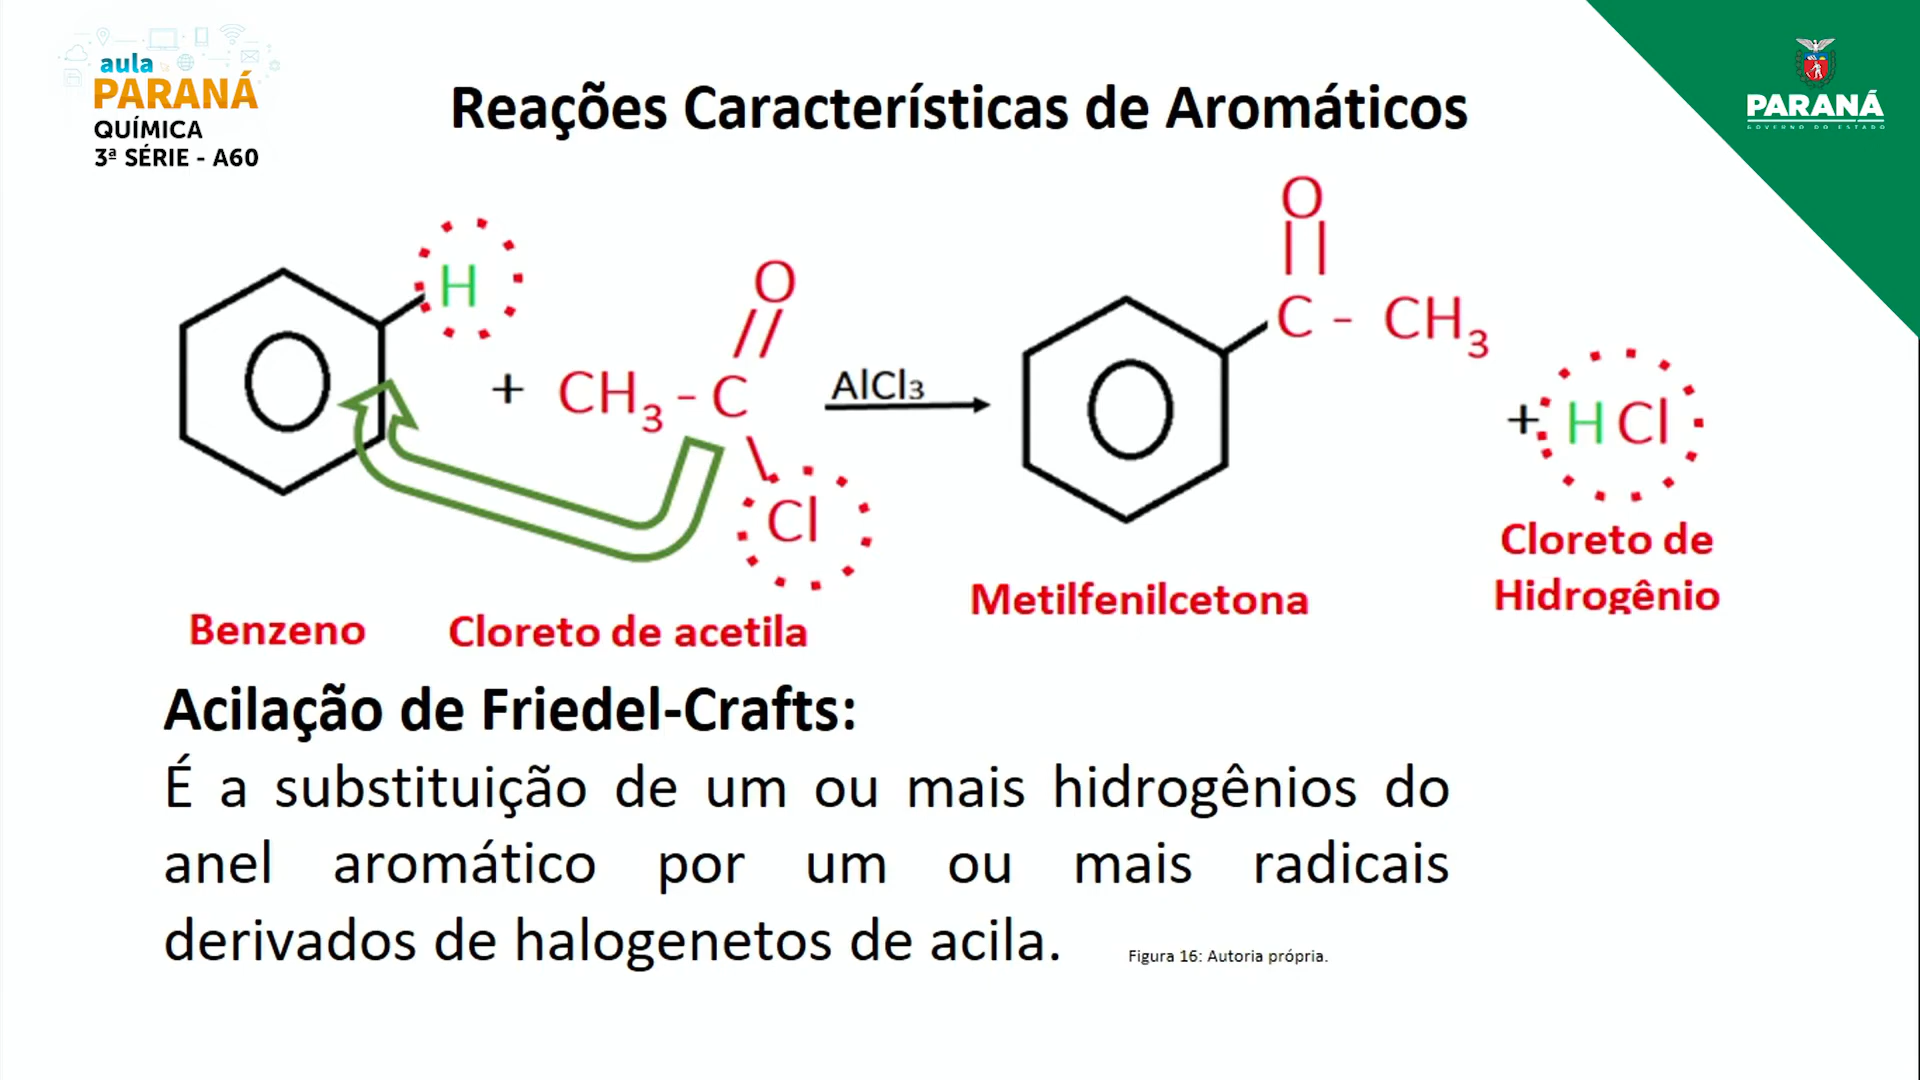 aula
PARANÁ
QUÍMICA
3ª SÉRIE - A60
PARANÁ
GOVERNO DO ESTADO
Reações Características de Aromáticos
H
+
CH3 - C
O
Cl
AlCl3
O
C - CH3
+ HCl
Benzeno
Cloreto de acetila
Metilfenilcetona
Cloreto de
Hidrogênio
Acilação de Friedel-Crafts:
É a substituição de um ou mais hidrogênios do
anel aromático por um ou mais radicais
derivados de halogenetos de acila.
Figura 16: Autoria própria.